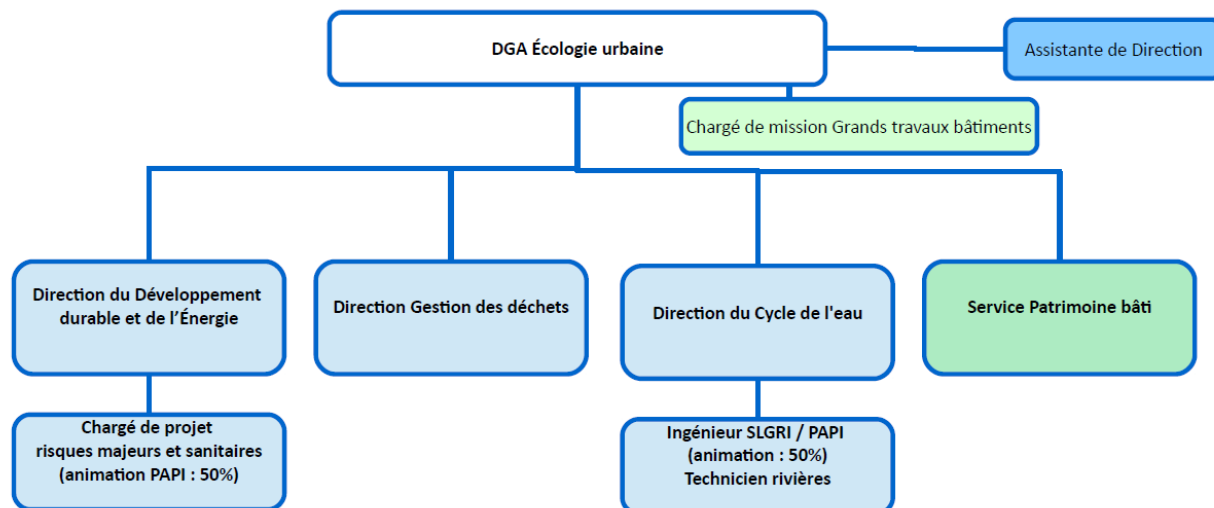 DGA Écologie urbaine
Assistante de Direction
Chargé de mission Grands travaux bâtiments
Direction du Développement
durable et de l’Énergie
Direction Gestion des déchets
Direction du Cycle de l'eau
Service Patrimoine bâti
Chargé de projet
risques majeurs et sanitaires
(animation PAPI : 50%)
Ingénieur SLGRI / PAPI
(animation : 50%)
Technicien rivières